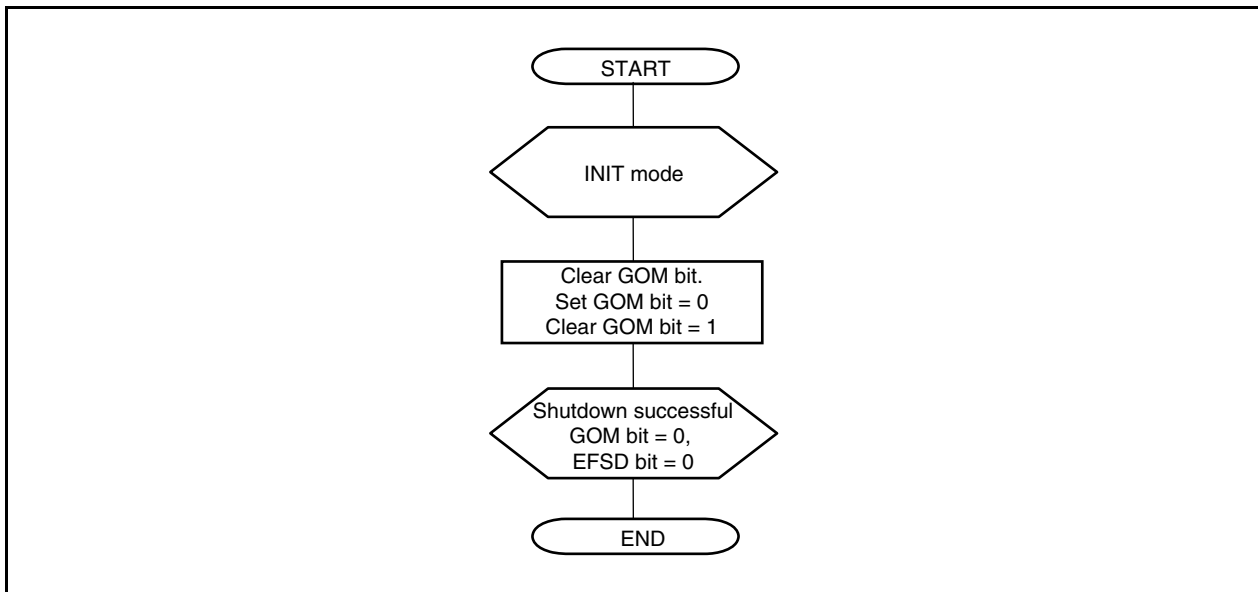 START
INIT mode
Clear GOM bit.
Set GOM bit = 0
Clear GOM bit = 1
Shutdown successful
GOM bit = 0,
EFSD bit = 0
END